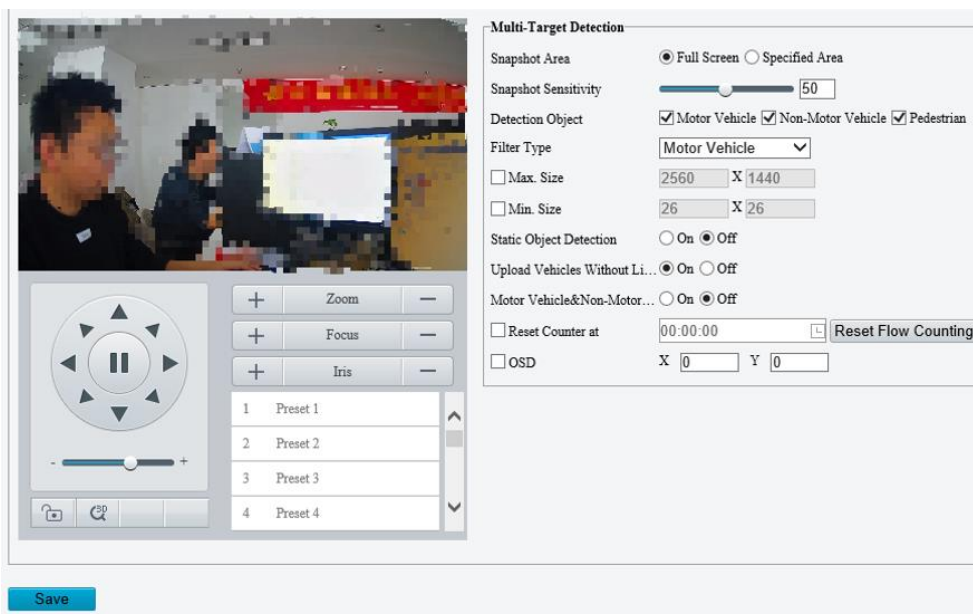 Multi-Target Detection
Snapshot Area Full Screen Specified Area
Snapshot Sensitivity 50
Detection Object Motor Vehicle Non-Motor Vehicle Pedestrian
Filter Type Motor Vehicle
Max. Size 2560 X 1440
Min. Size 26 X 26
Static Object Detection On Off
Upload Vehicles Without Li... On Off
Motor Vehicle&Non-Motor... On Off
Reset Counter at 00:00:00 Reset Flow Counting
OSD X 0 Y 0
+ Zoom −
+ Focus −
+ Iris −
1 Preset 1
2 Preset 2
3 Preset 3
4 Preset 4
- +
3D
Save